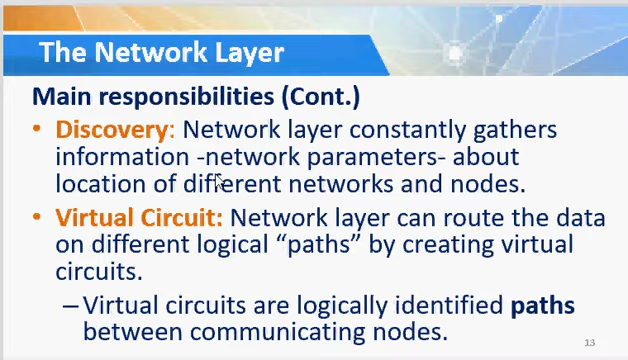 The Network Layer
Main responsibilities (Cont.)
• Discovery: Network layer constantly gathers
information -network parameters- about
location of different networks and nodes.
• Virtual Circuit: Network layer can route the data
on different logical “paths” by creating virtual
circuits.
–Virtual circuits are logically identified paths
between communicating nodes.
13